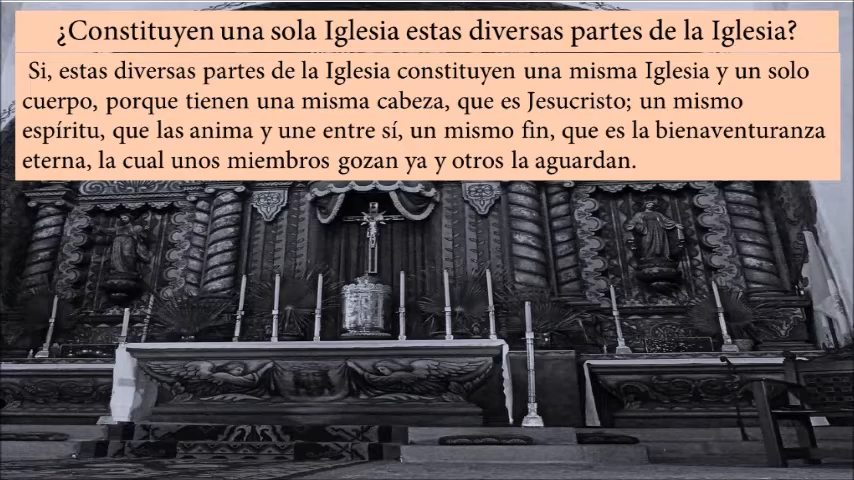 ¿Constituyen una sola Iglesia estas diversas partes de la Iglesia?
Si, estas diversas partes de la Iglesia constituyen una misma Iglesia y un solo
cuerpo, porque tienen una misma cabeza, que es Jesucristo; un mismo
espíritu, que las anima y une entre sí, un mismo fin, que es la bienaventuranza
eterna, la cual unos miembros gozan ya y otros la aguardan.